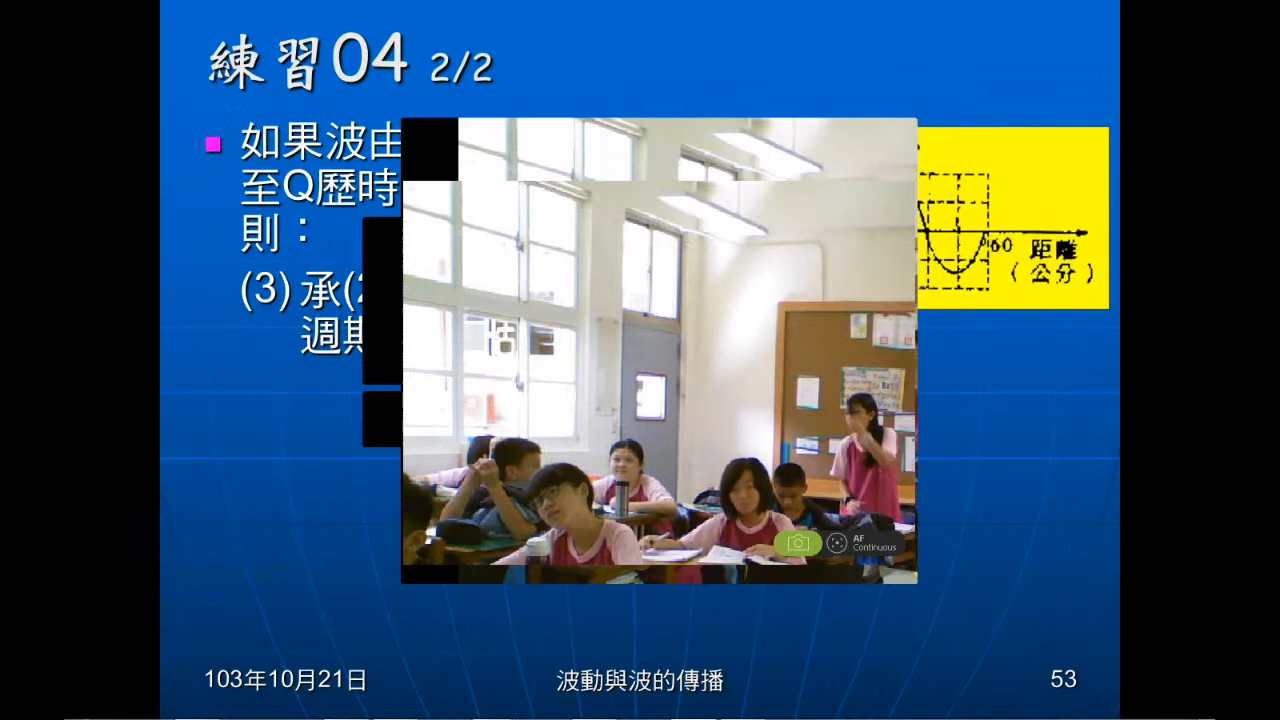 練習04 2/2
如果波由
至Q歷時
則：
(3) 承(2
週期
60 距離
（公分）
AF
Continuous
103年10月21日
波動與波的傳播
53